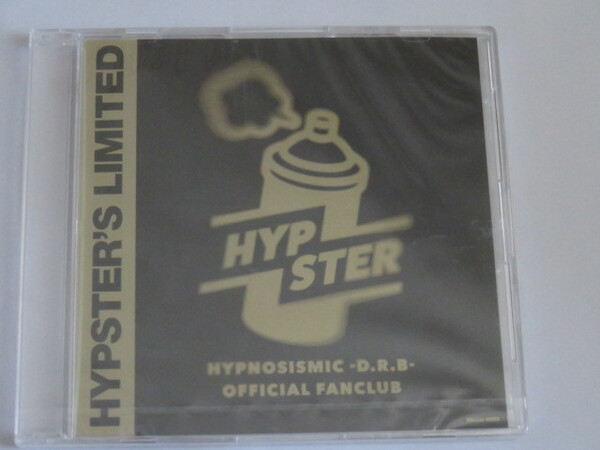 HYPSTER'S LIMITED
HYP
STER
HYPNOSISMIC -D.R.B-
OFFICIAL FANCLUB